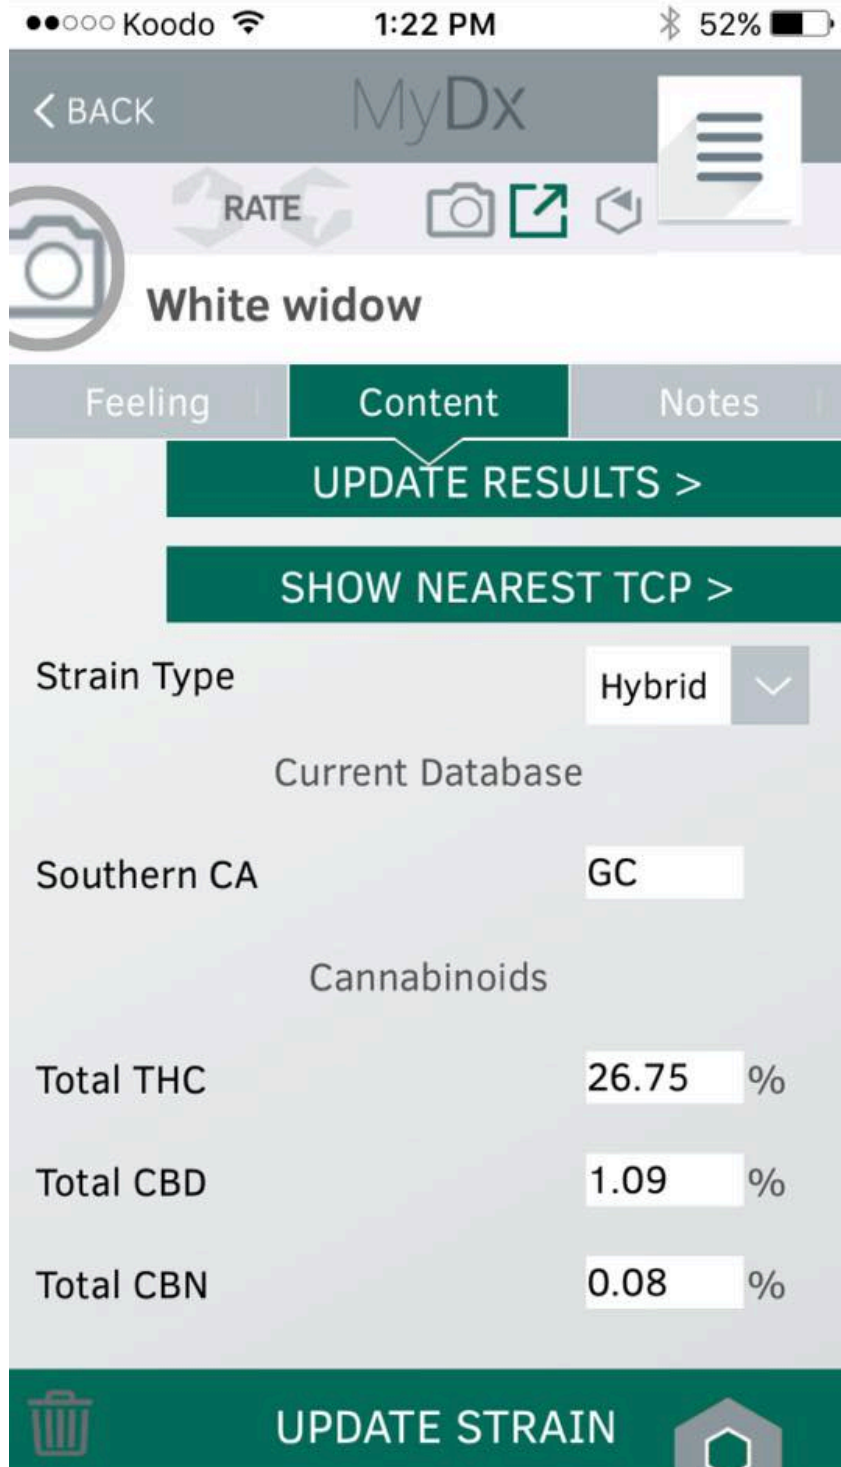 Koodo 1:22 PM 52%
< BACK MyDx
RATE
White widow
Feeling Content Notes
UPDATE RESULTS >
SHOW NEAREST TCP >
Strain Type Hybrid
Current Database
Southern CA GC
Cannabinoids
Total THC 26.75 %
Total CBD 1.09 %
Total CBN 0.08 %
UPDATE STRAIN